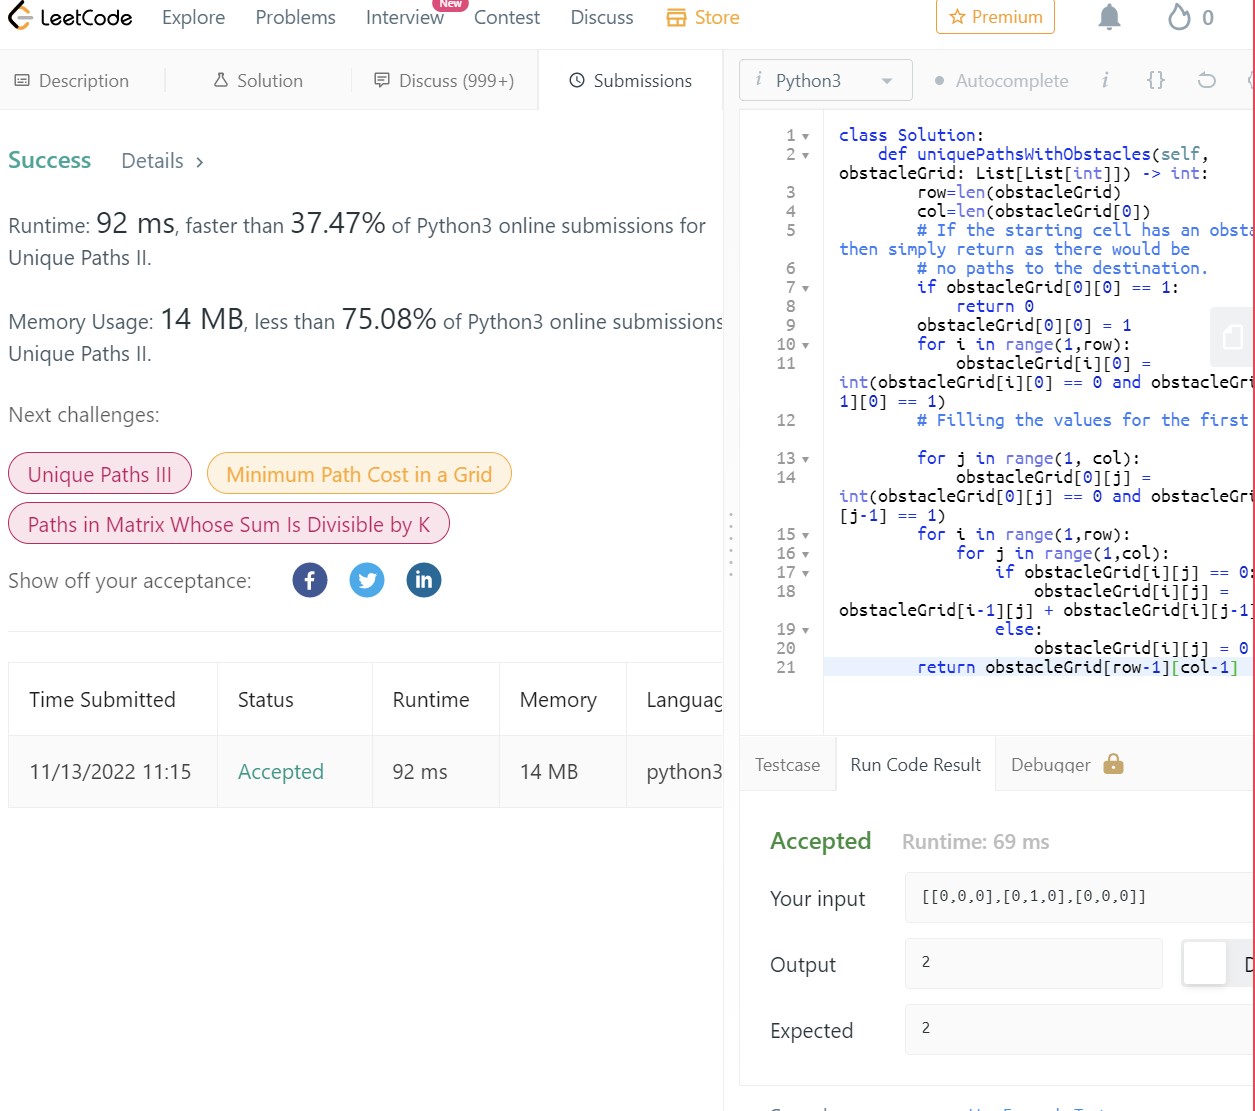 LeetCode Explore Problems Interview New Contest Discuss Store Premium 0
Description Solution Discuss (999+) Submissions
Success Details >
Runtime: 92 ms, faster than 37.47% of Python3 online submissions for
Unique Paths II.
Memory Usage: 14 MB, less than 75.08% of Python3 online submissions
Unique Paths II.
Next challenges:
Unique Paths III Minimum Path Cost in a Grid
Paths in Matrix Whose Sum Is Divisible by K
Show off your acceptance:
Time Submitted Status Runtime Memory Languag
11/13/2022 11:15 Accepted 92 ms 14 MB python3
i Python3 Autocomplete i {}
1 class Solution:
2 def uniquePathsWithObstacles(self,
obstacleGrid: List[List[int]]) -> int:
3 row=len(obstacleGrid)
4 col=len(obstacleGrid[0])
5 # If the starting cell has an obsta
then simply return as there would be
6 # no paths to the destination.
7 if obstacleGrid[0][0] == 1:
8 return 0
9 obstacleGrid[0][0] = 1
10 for i in range(1,row):
11 obstacleGrid[i][0] =
int(obstacleGrid[i][0] == 0 and obstacleGri
1][0] == 1)
12 # Filling the values for the first
13 for j in range(1, col):
14 obstacleGrid[0][j] =
int(obstacleGrid[0][j] == 0 and obstacleGri
[j-1] == 1)
15 for i in range(1,row):
16 for j in range(1,col):
17 if obstacleGrid[i][j] == 0:
18 obstacleGrid[i][j] =
obstacleGrid[i-1][j] + obstacleGrid[i][j-1]
19 else:
20 obstacleGrid[i][j] = 0
21 return obstacleGrid[row-1][col-1]
Testcase Run Code Result Debugger
Accepted Runtime: 69 ms
Your input [[0,0,0],[0,1,0],[0,0,0]]
Output 2
Expected 2